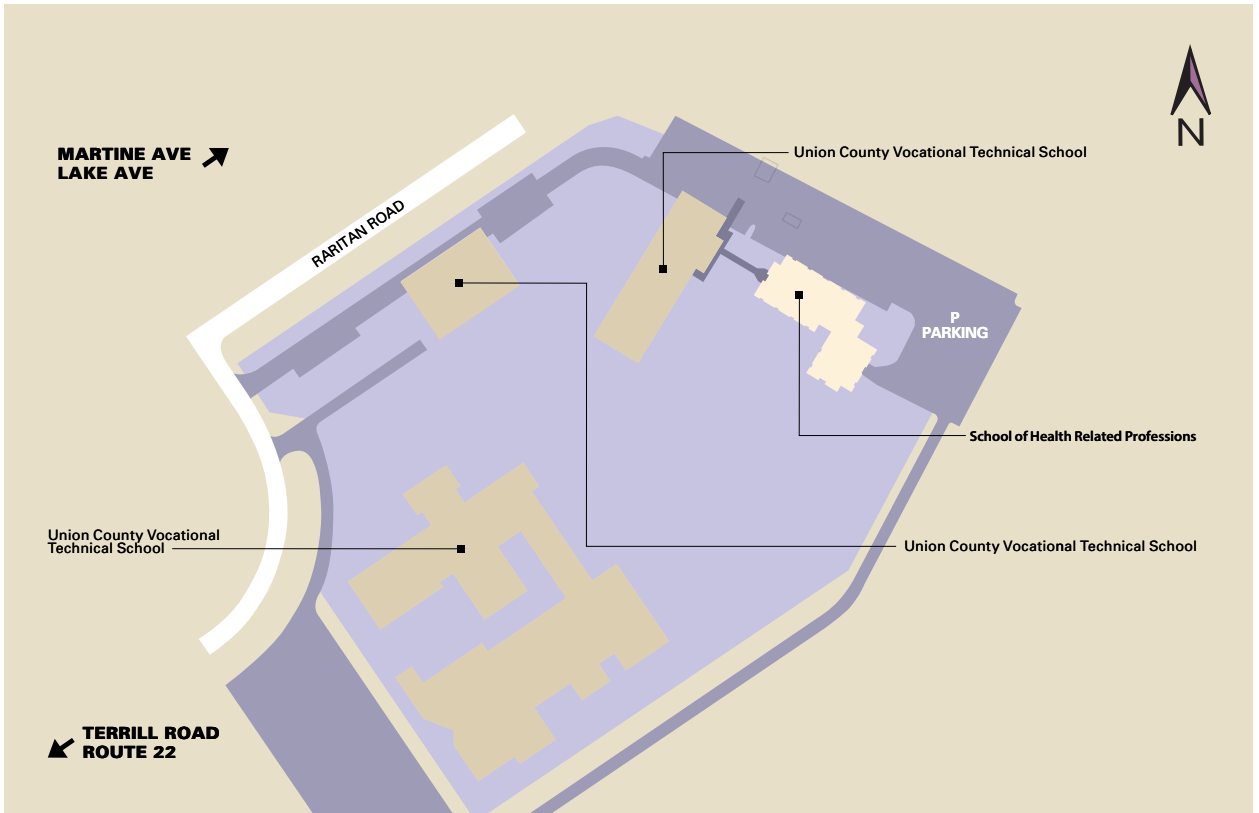 MARTINE AVE
LAKE AVE
N
Union County Vocational Technical School
RARITAN ROAD
P
PARKING
School of Health Related Professions
Union County Vocational
Technical School
Union County Vocational Technical School
TERRILL ROAD
ROUTE 22